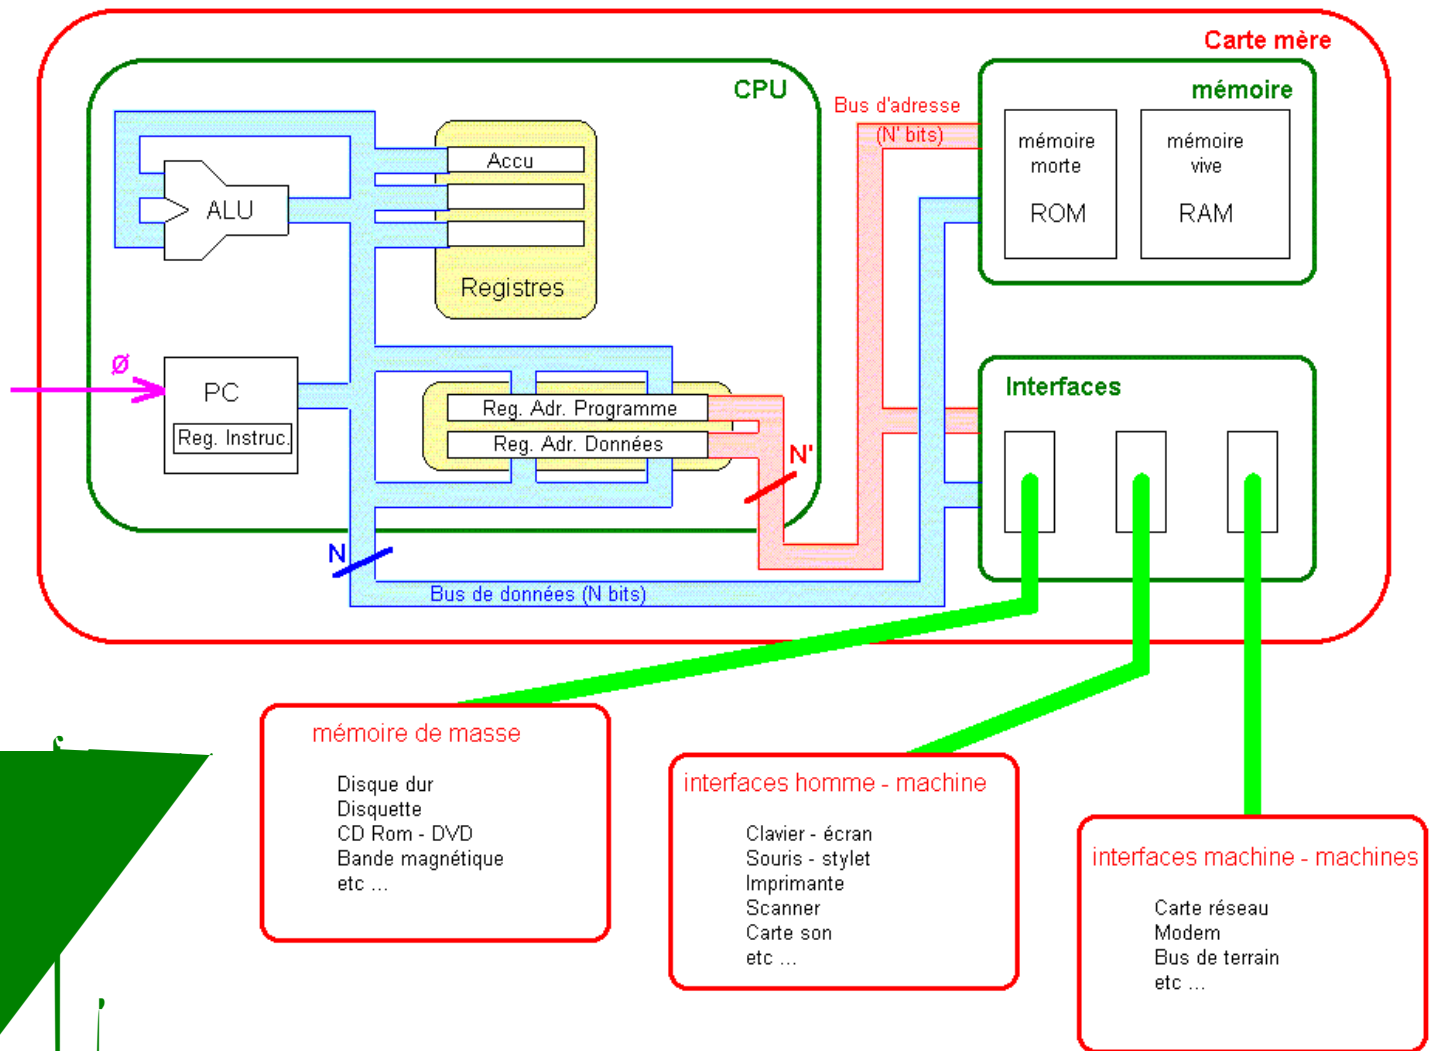 Carte mère
CPU
Bus d'adresse
(N' bits)
mémoire
mémoire
morte
ROM
mémoire
vive
RAM
Accu
ALU
Registres
Ø
PC
Reg. Instruc.
Reg. Adr. Programme
Reg. Adr. Données
N'
Interfaces
N
Bus de données (N bits)
mémoire de masse
Disque dur
Disquette
CD Rom - DVD
Bande magnétique
etc ...
interfaces homme - machine
Clavier - écran
Souris - stylet
Imprimante
Scanner
Carte son
etc ...
interfaces machine - machines
Carte réseau
Modem
Bus de terrain
etc ...